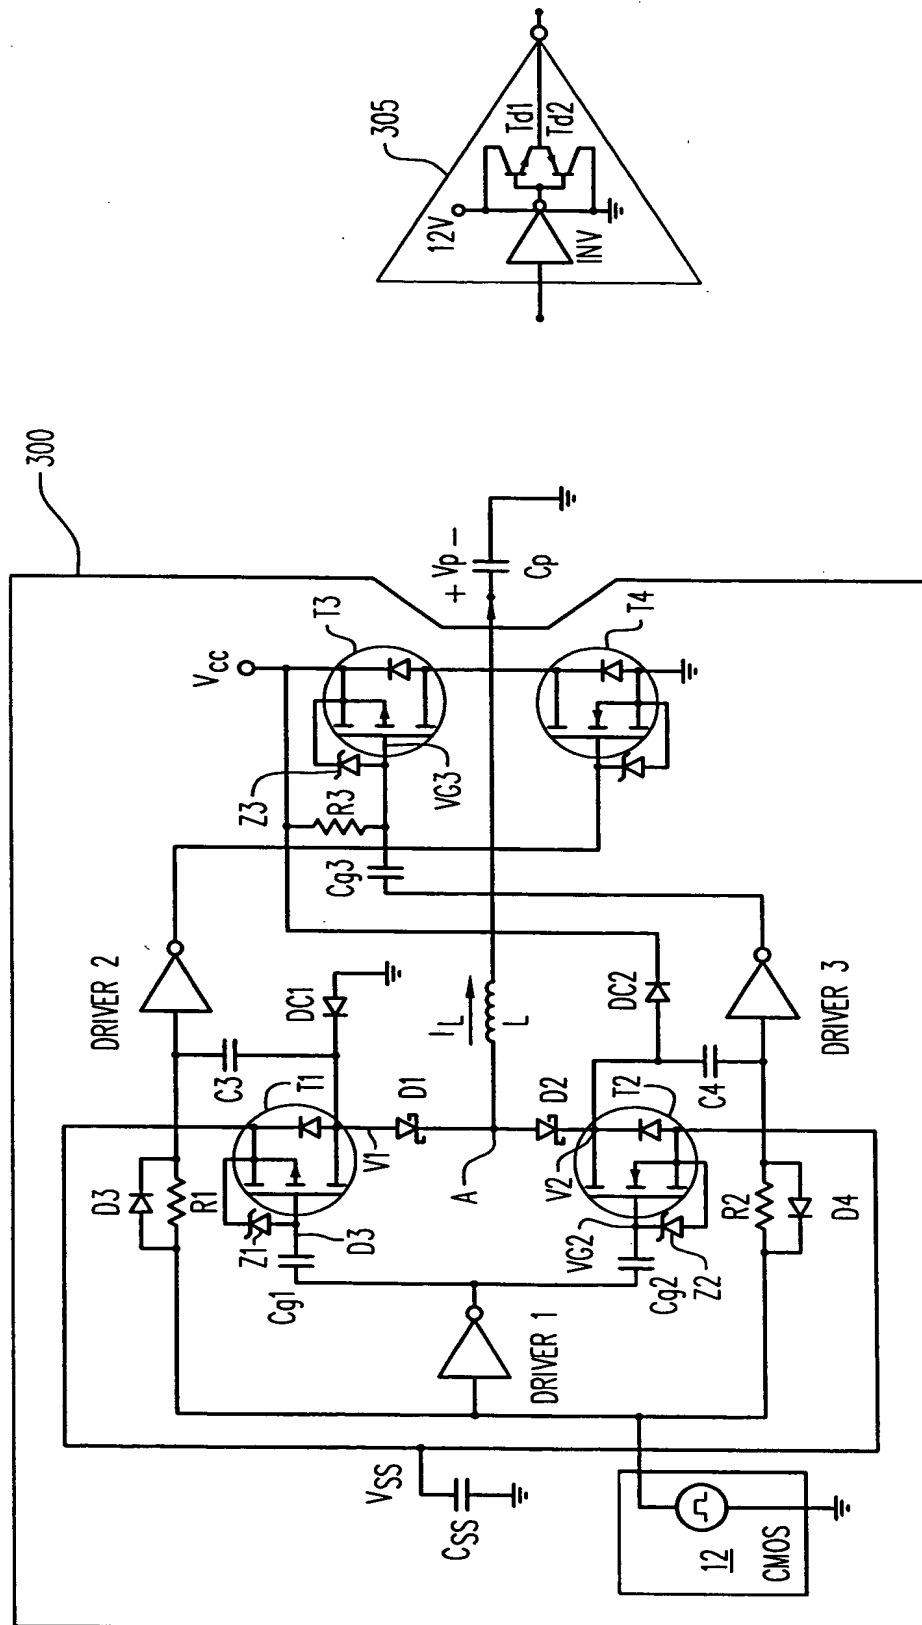 300
305
12V
Td1
Td2
INV
DRIVER 2
C3
DC1
D3
R1
Z1
D3
Cg1
T1
V1
D1
A
IL
L
D2
V2
T2
VG2
Cg2
Z2
R2
D4
C4
DC2
DRIVER 3
DRIVER 1
VSS
CSS
12
CMOS
Vcc
T3
Z3
R3
VG3
Cg3
+ Vp -
Cp
T4